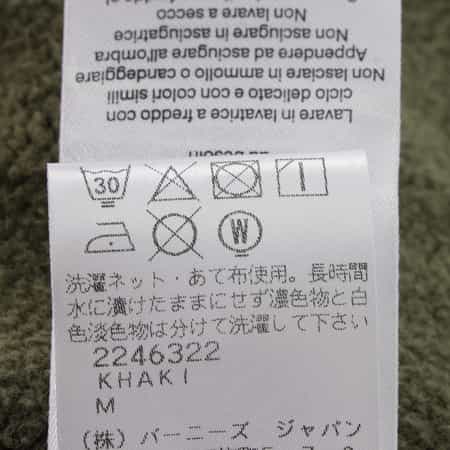 Lavare in lavatrice a freddo con
ciclo delicato e con colori simili
Non lasciare in ammollo o candeggiare
Appendere ad asciugare all'ombra
Non asciugare in asciugatrice
Non lavare a secco
30
W
洗濯ネット・あて布使用。長時間
水に漬けたままにせず濃色物と白
色淡色物は分けて洗濯して下さい
2246322
KHAKI
M
(株) バーニーズ ジャパン